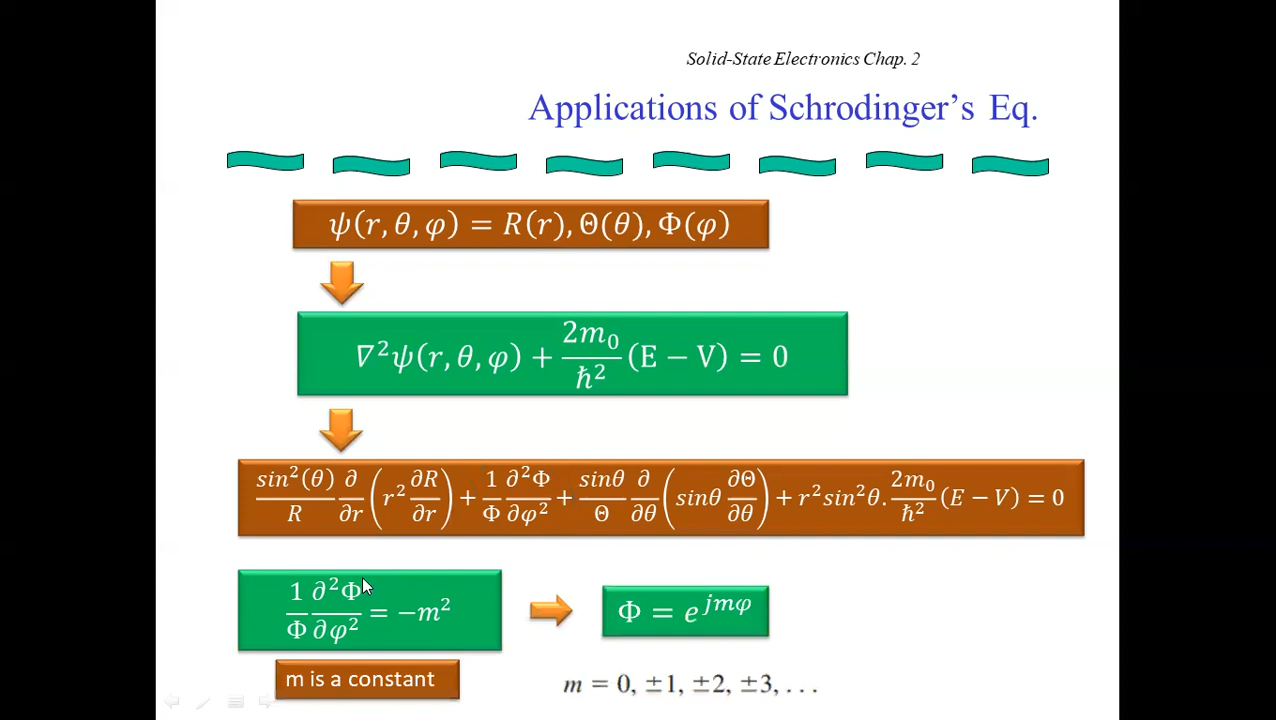 Solid-State Electronics Chap. 2
Applications of Schrodinger's Eq.
ψ(r, θ, φ) = R(r), Θ(θ), Φ(φ)
∇²ψ(r, θ, φ) + 2m₀/ħ² (E − V) = 0
sin²(θ)/R ∂/∂r (r² ∂R/∂r) + 1/Φ ∂²Φ/∂φ² + sinθ/Θ ∂/∂θ (sinθ ∂Θ/∂θ) + r²sin²θ. 2m₀/ħ² (E − V) = 0
1/Φ ∂²Φ/∂φ² = −m²
Φ = e^{jmφ}
m is a constant
m = 0, ±1, ±2, ±3, . . .